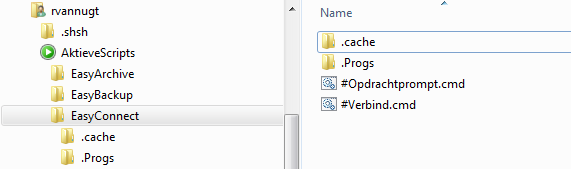 rvannugt
.shsh
AktieveScripts
EasyArchive
EasyBackup
EasyConnect
.cache
.Progs
Name
.cache
.Progs
#Opdrachtprompt.cmd
#Verbind.cmd